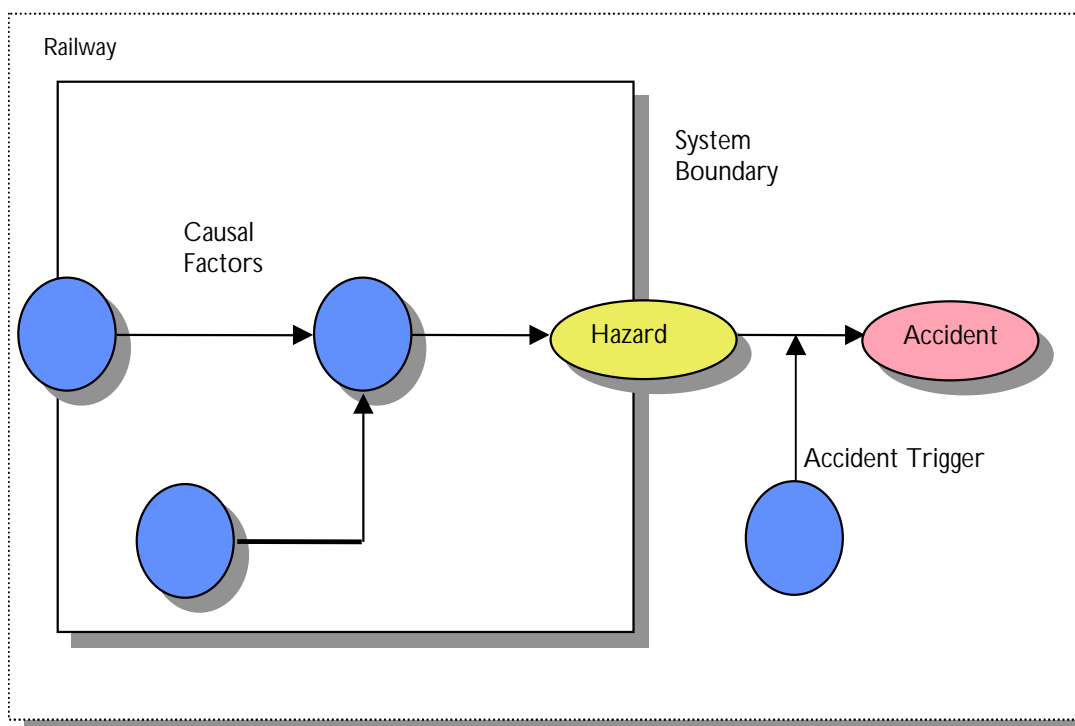 Railway
System
Boundary
Causal
Factors
Hazard
Accident
Accident Trigger